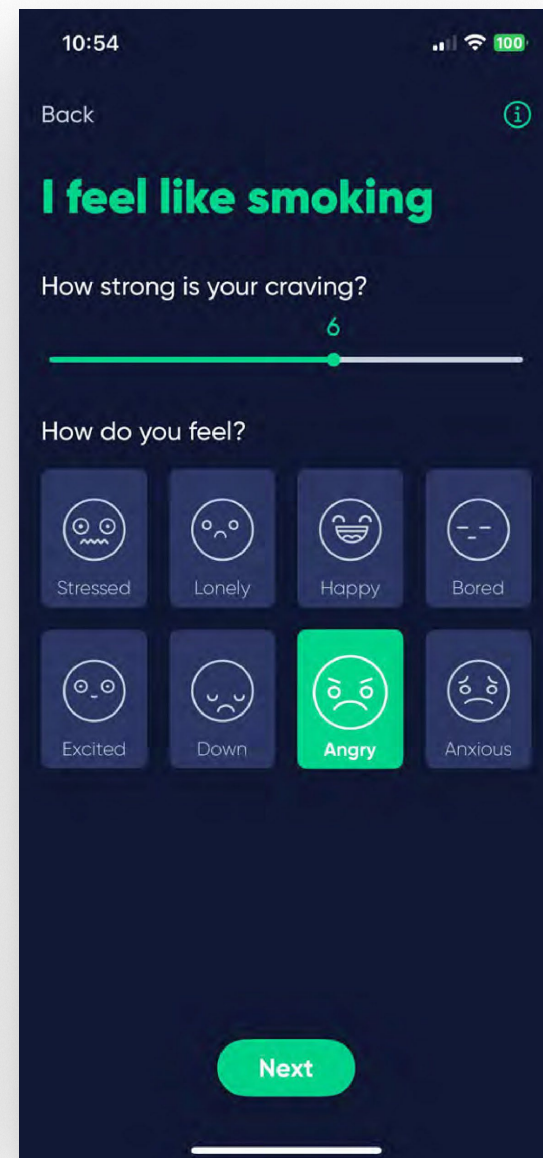 10:54
100
Back
I feel like smoking
How strong is your craving?
6
How do you feel?
Stressed Lonely Happy Bored
Excited Down Angry Anxious
Next